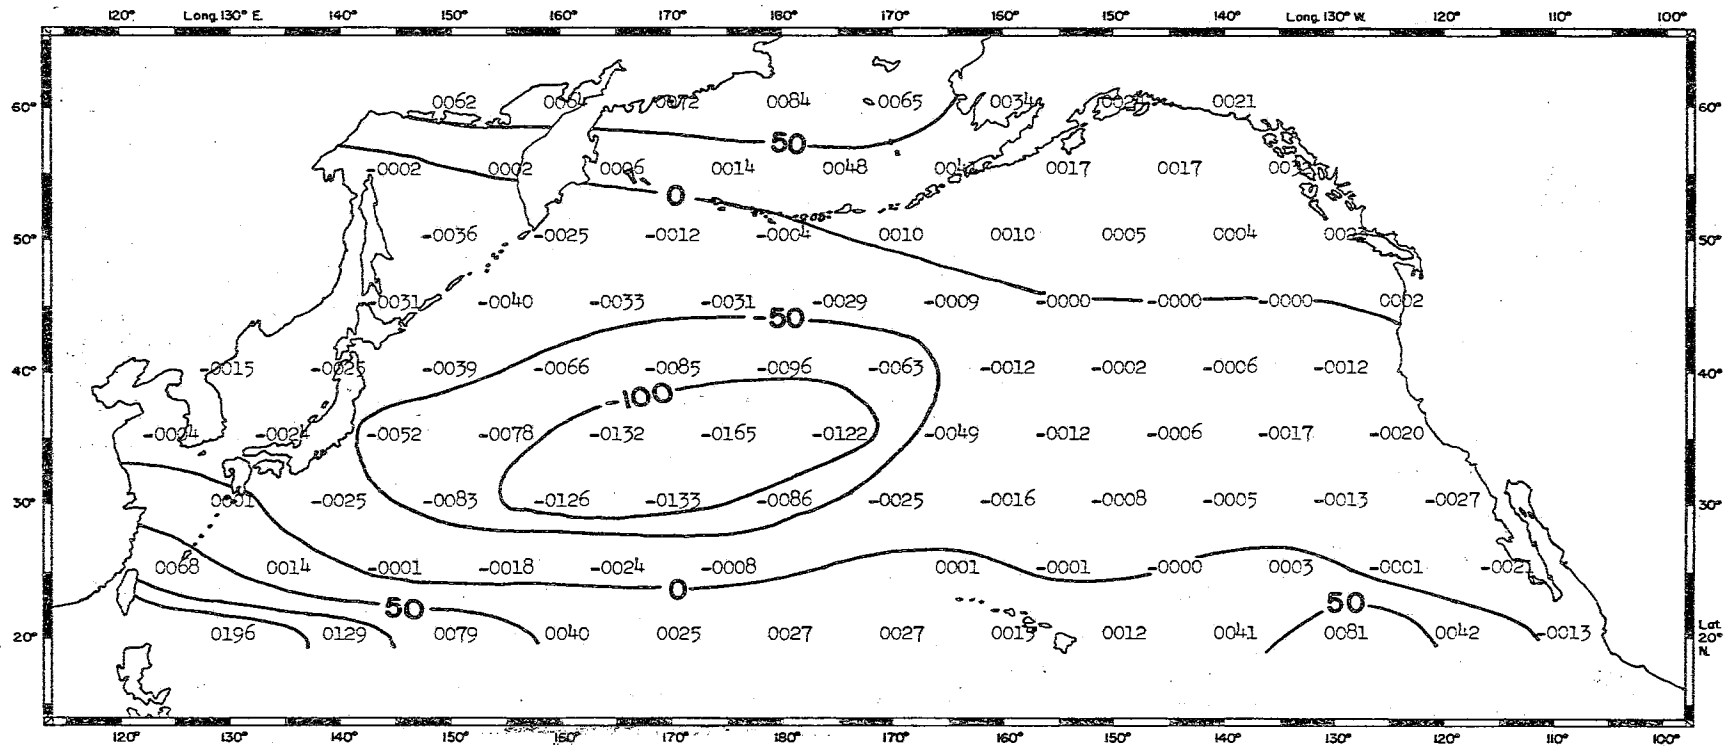 120° Long. 130° E. 140° 150° 160° 170° 180° 170° 160° 150° 140° Long. 130° W. 120° 110° 100°
60° 0062 0064 0072 0084 0065 0034 0021 60°
50
-0002 0002 0006 0014 0048 0017 0017
0
50° -0036 -0025 -0012 -0004 0010 0010 0005 0004 50°
-0031 -0040 -0033 -0031 -0029 -0009 -0000 -0000 -0000 0002
-50
40° -0015 -0025 -0039 -0066 -0085 -0096 -0063 -0012 -0002 -0006 -0012 40°
-100
-0024 -0052 -0078 -0132 -0165 -0122 -0049 -0012 -0006 -0017 -0020
30° 0001 -0025 -0083 -0126 -0133 -0086 -0025 -0016 -0008 -0005 -0013 -0027 30°
0068 0014 -0001 -0018 -0024 -0008 0001 -0001 -0000 0003 -0001 -0021
0
50 50
20° 0196 0129 0079 0040 0025 0027 0027 0013 0012 0041 0081 0042 -0013 Lat. 20° N.
120° 130° 140° 150° 160° 170° 180° 170° 160° 150° 140° 130° 120° 110° 100°